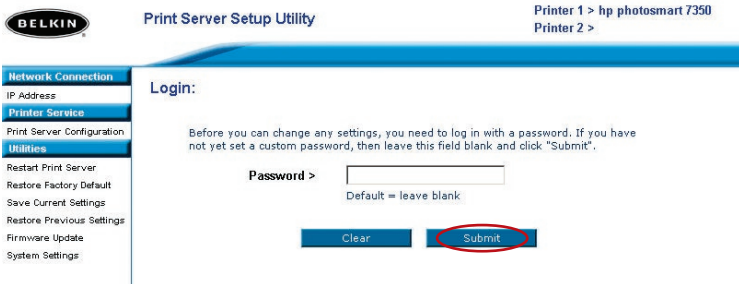 BELKIN
Print Server Setup Utility
Printer 1 > hp photosmart 7350
Printer 2 >
Network Connection
IP Address
Printer Service
Print Server Configuration
Utilities
Restart Print Server
Restore Factory Default
Save Current Settings
Restore Previous Settings
Firmware Update
System Settings
Login:
Before you can change any settings, you need to log in with a password. If you have
not yet set a custom password, then leave this field blank and click "Submit".
Password >
Default = leave blank
Clear
Submit